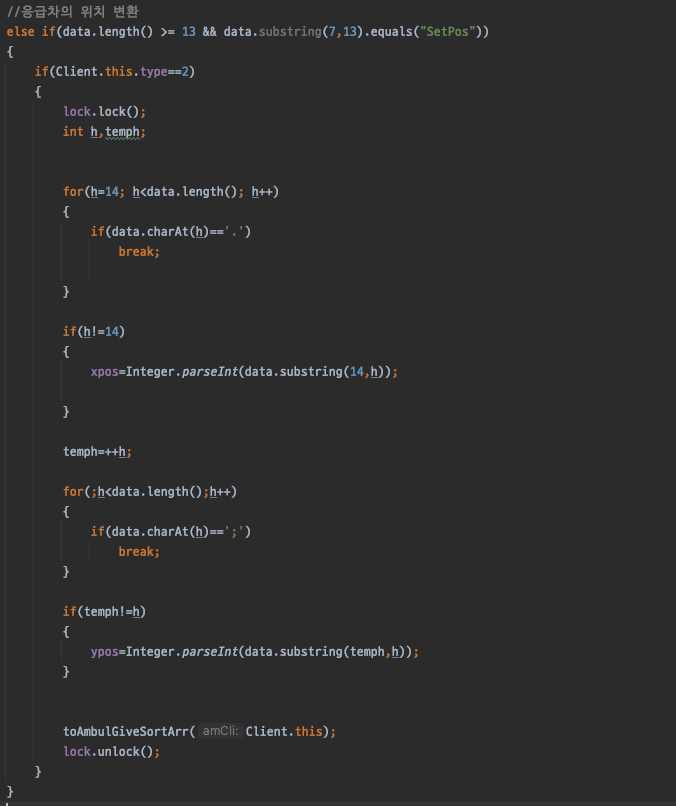 //응급차의 위치 변환
else if(data.length() >= 13 && data.substring(7,13).equals("SetPos"))
{
if(Client.this.type==2)
{
lock.lock();
int h,temph;
for(h=14; h<data.length(); h++)
{
if(data.charAt(h)=='.')
break;
}
if(h!=14)
{
xpos=Integer.parseInt(data.substring(14,h));
}
temph=++h;
for(;h<data.length();h++)
{
if(data.charAt(h)==';')
break;
}
if(temph!=h)
{
ypos=Integer.parseInt(data.substring(temph,h));
}
toAmbulGiveSortArr( amCli: Client.this);
lock.unlock();
}
}